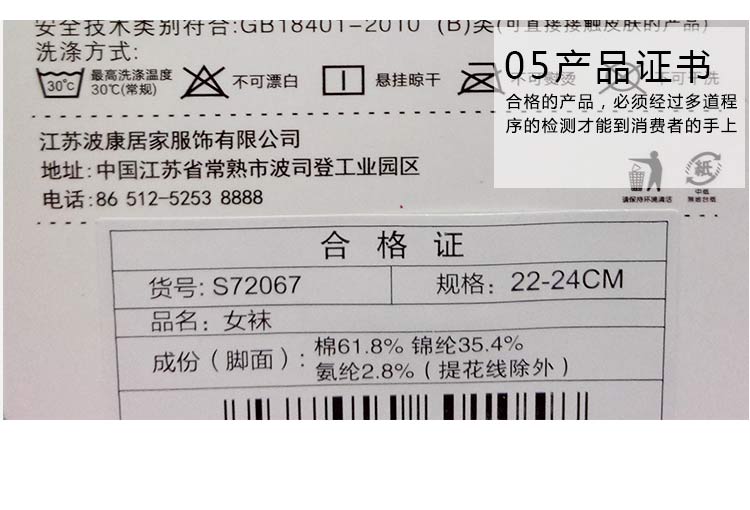 安全技术类别符合:GB18401-2010 (B)类(可直接接触皮肤的产品)
洗涤方式:
30°C
最高洗涤温度
30℃(常规)
不可漂白
悬挂晾干
不可熨烫
不可干洗
05产品证书
合格的产品，必须经过多道程
序的检测才能到消费者的手上
江苏波康居家服饰有限公司
地址: 中国江苏省常熟市波司登工业园区
电话: 86 512-5253 8888
请保持环境清洁
紙
合格证
货号: S72067
规格: 22-24CM
品名: 女袜
成份(脚面):
棉61.8% 锦纶35.4%
氨纶2.8%(提花线除外)